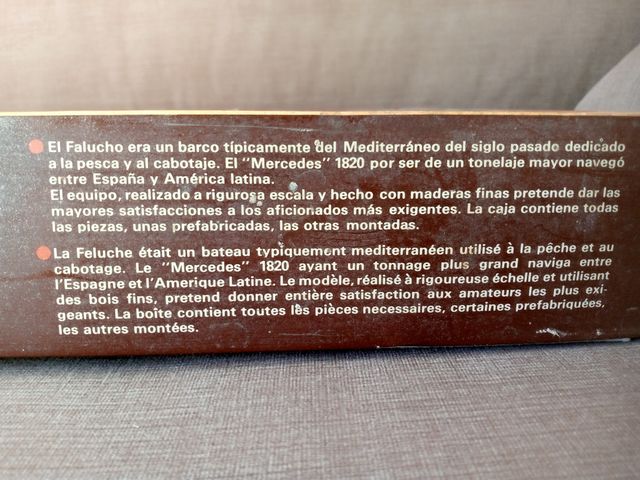 El Falucho era un barco típicamente del Mediterráneo del siglo pasado dedicado
a la pesca y al cabotaje. El "Mercedes" 1820 por ser de un tonelaje mayor navegó
entre España y América latina.
El equipo, realizado a rigurosa escala y hecho con maderas finas pretende dar las
mayores satisfacciones a los aficionados más exigentes. La caja contiene todas
las piezas, unas prefabricadas, las otras montadas.
La Feluche était un bateau typiquement mediterranéen utilisé à la pêche et au
cabotage. Le "Mercedes" 1820 ayant un tonnage plus grand naviga entre
l'Espagne et l'Amerique Latine. Le modèle, réalisé à rigoureuse échelle et utilisant
des bois fins, pretend donner entière satisfaction aux amateurs les plus exi-
geants. La boîte contient toutes les pièces necessaires, certaines prefabriquées,
les autres montées.